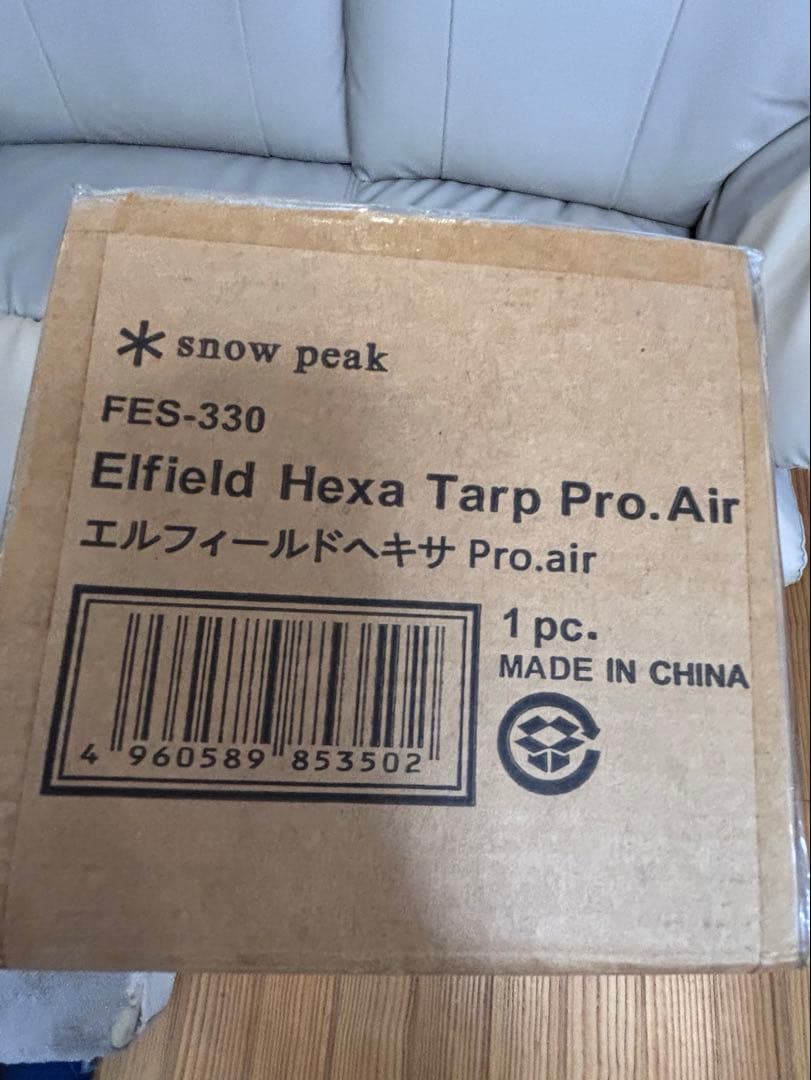 snow peak
FES-330
Elfield Hexa Tarp Pro.Air
エルフィールドヘキサ Pro.air
1 pc.
MADE IN CHINA
4 960589 853502